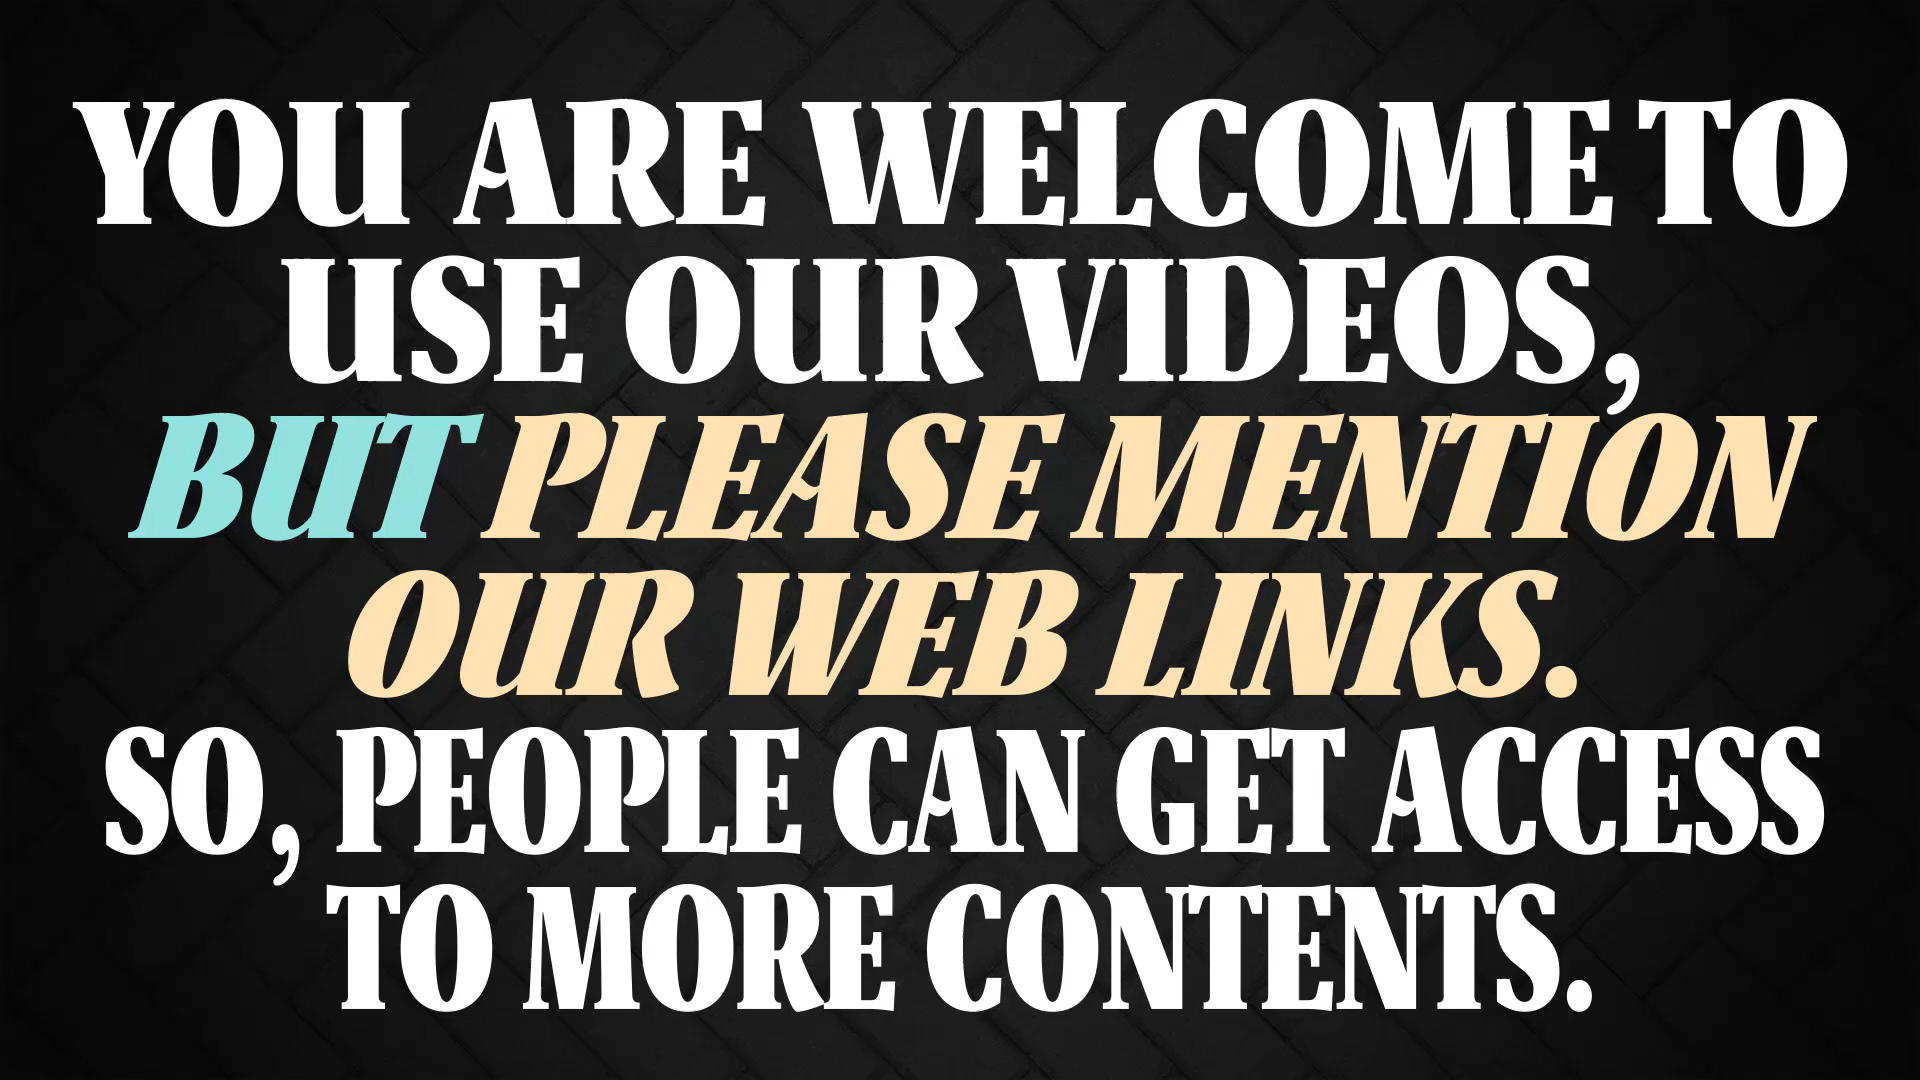 YOU ARE WELCOME TO
USE OUR VIDEOS,
BUT PLEASE MENTION
OUR WEB LINKS.
SO, PEOPLE CAN GET ACCESS
TO MORE CONTENTS.